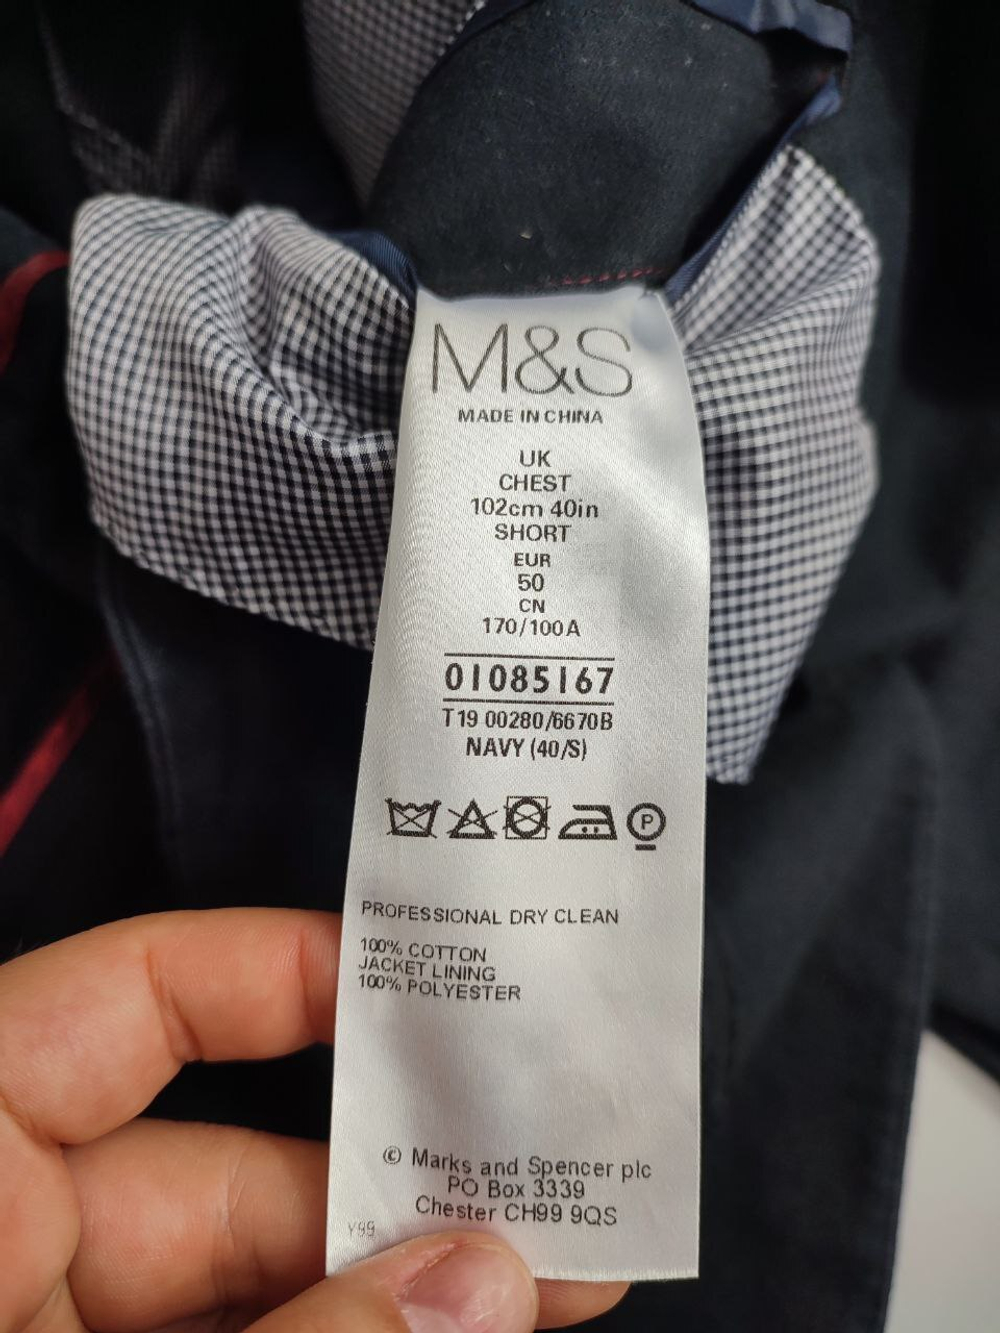 M&S
MADE IN CHINA
UK
CHEST
102cm 40in
SHORT
EUR
50
CN
170/100A
01085167
T19 00280/6670B
NAVY (40/S)
P
PROFESSIONAL DRY CLEAN
100% COTTON
JACKET LINING
100% POLYESTER
© Marks and Spencer plc
PO Box 3339
Chester CH99 9QS
Y99